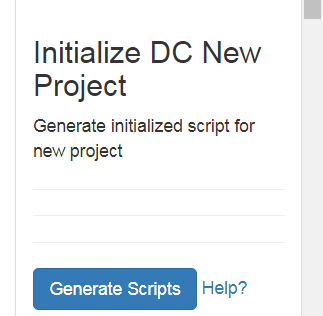 Initialize DC New
Project
Generate initialized script for
new project
Generate Scripts Help?